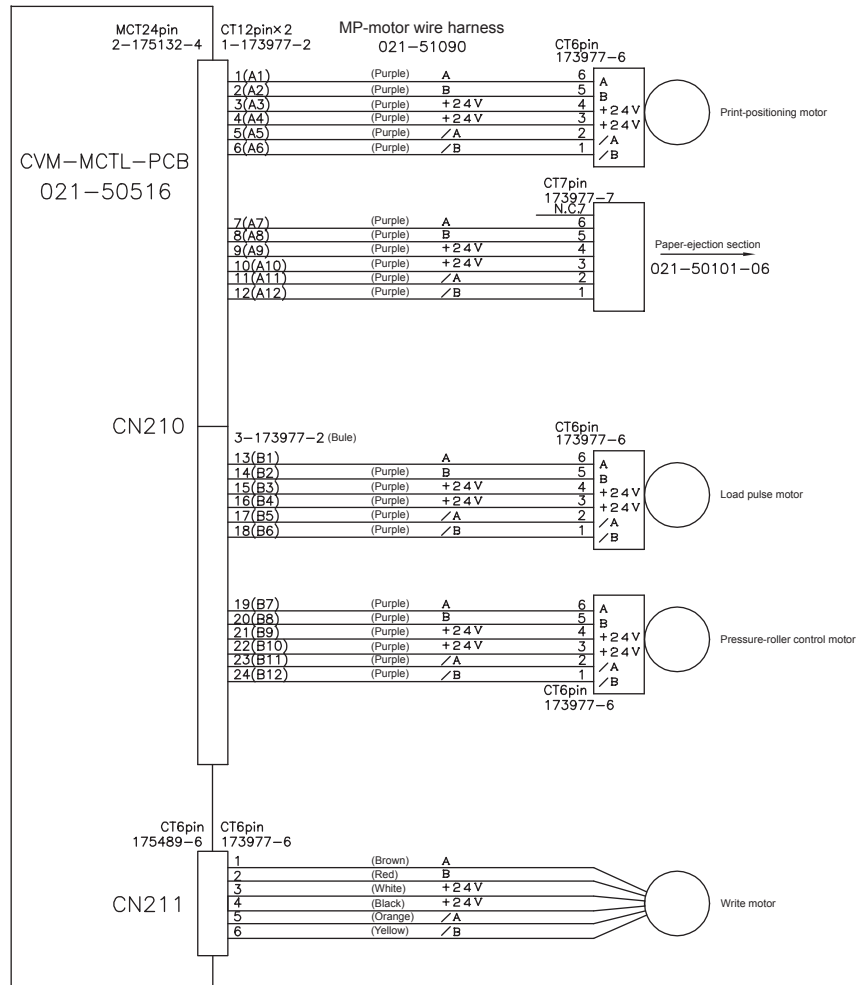 MCT24pin CT12pin×2 MP-motor wire harness
2-175132-4 1-173977-2 021-51090
CT6pin
173977-6
1(A1) (Purple) A 6 A
2(A2) (Purple) B 5 B
3(A3) (Purple) +24V 4 +24V
4(A4) (Purple) +24V 3 +24V
5(A5) (Purple) /A 2 /A
6(A6) (Purple) /B 1 /B
Print-positioning motor
CVM-MCTL-PCB
021-50516
CT7pin
173977-7
N.C.7
7(A7) (Purple) A 6
8(A8) (Purple) B 5
9(A9) (Purple) +24V 4
10(A10) (Purple) +24V 3
11(A11) (Purple) /A 2
12(A12) (Purple) /B 1
Paper-ejection section
021-50101-06
CN210
3-173977-2 (Bule)
CT6pin
173977-6
13(B1) A 6 A
14(B2) (Purple) B 5 B
15(B3) (Purple) +24V 4 +24V
16(B4) (Purple) +24V 3 +24V
17(B5) (Purple) /A 2 /A
18(B6) (Purple) /B 1 /B
Load pulse motor
19(B7) (Purple) A 6 A
20(B8) (Purple) B 5 B
21(B9) (Purple) +24V 4 +24V
22(B10) (Purple) +24V 3 +24V
23(B11) (Purple) /A 2 /A
24(B12) (Purple) /B 1 /B
Pressure-roller control motor
CT6pin
173977-6
CT6pin CT6pin
175489-6 173977-6
CN211
1 (Brown) A
2 (Red) B
3 (White) +24V
4 (Black) +24V
5 (Orange) /A
6 (Yellow) /B
Write motor